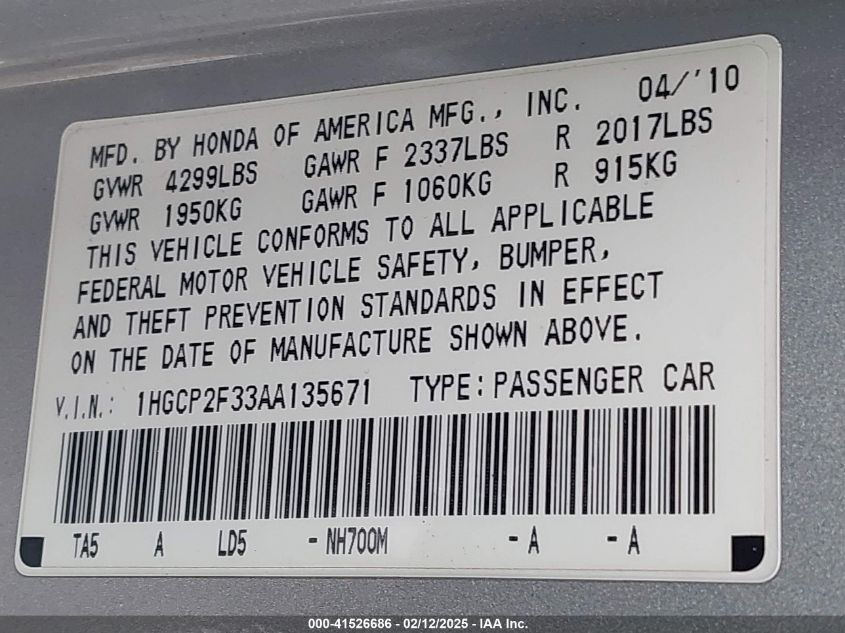 MFD. BY HONDA OF AMERICA MFG., INC. 04/'10
GVWR 4299LBS GAWR F 2337LBS R 2017LBS
GVWR 1950KG GAWR F 1060KG R 915KG
THIS VEHICLE CONFORMS TO ALL APPLICABLE
FEDERAL MOTOR VEHICLE SAFETY, BUMPER,
AND THEFT PREVENTION STANDARDS IN EFFECT
ON THE DATE OF MANUFACTURE SHOWN ABOVE.
V.I.N.: 1HGCP2F33AA135671 TYPE:PASSENGER CAR
TA5 A LD5 -NH700M -A -A
000-41526686 - 02/12/2025 - IAA Inc.